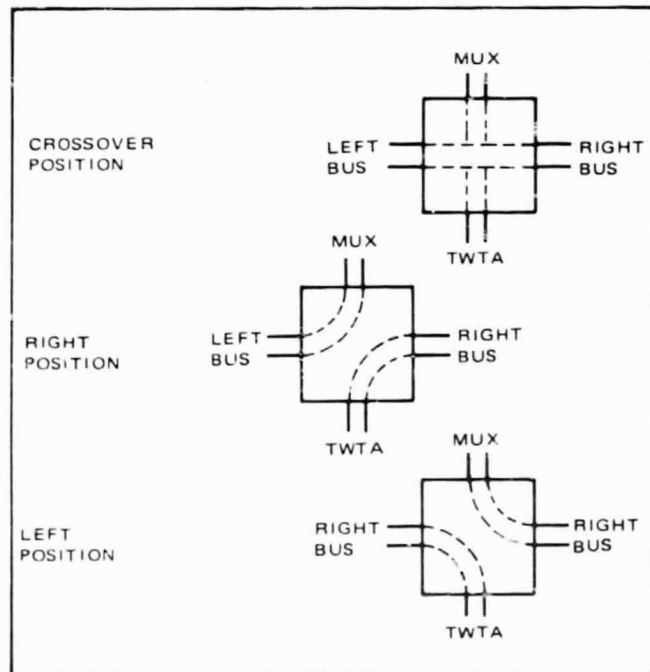 MUX
CROSSOVER
POSITION
LEFT
BUS
RIGHT
BUS
TWTA
MUX
RIGHT
POSITION
LEFT
BUS
RIGHT
BUS
TWTA
MUX
LEFT
POSITION
RIGHT
BUS
RIGHT
BUS
TWTA